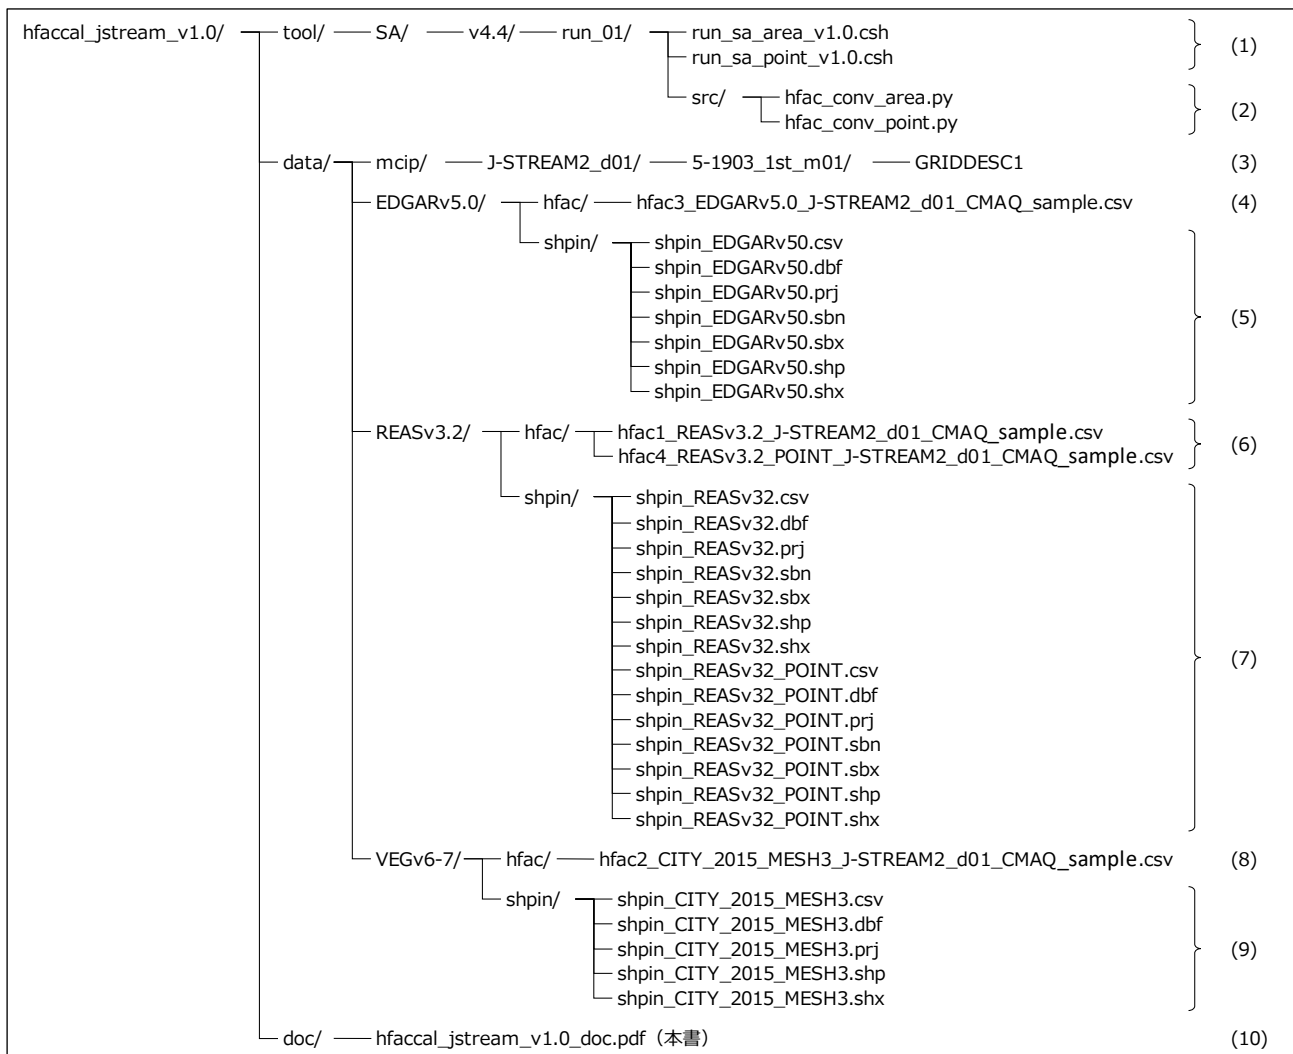 hfaccal_jstream_v1.0/ tool/ SA/ v4.4/ run_01/ run_sa_area_v1.0.csh (1)
run_sa_point_v1.0.csh
src/ hfac_conv_area.py (2)
hfac_conv_point.py
data/ mcip/ J-STREAM2_d01/ 5-1903_1st_m01/ GRIDDESC1 (3)
EDGARv5.0/ hfac/ hfac3_EDGARv5.0_J-STREAM2_d01_CMAQ_sample.csv (4)
shpin/ shpin_EDGARv50.csv
shpin_EDGARv50.dbf
shpin_EDGARv50.prj
shpin_EDGARv50.sbn (5)
shpin_EDGARv50.sbx
shpin_EDGARv50.shp
shpin_EDGARv50.shx
REASv3.2/ hfac/ hfac1_REASv3.2_J-STREAM2_d01_CMAQ_sample.csv (6)
hfac4_REASv3.2_POINT_J-STREAM2_d01_CMAQ_sample.csv
shpin/ shpin_REASv32.csv
shpin_REASv32.dbf
shpin_REASv32.prj
shpin_REASv32.sbn
shpin_REASv32.sbx
shpin_REASv32.shp
shpin_REASv32.shx (7)
shpin_REASv32_POINT.csv
shpin_REASv32_POINT.dbf
shpin_REASv32_POINT.prj
shpin_REASv32_POINT.sbn
shpin_REASv32_POINT.sbx
shpin_REASv32_POINT.shp
shpin_REASv32_POINT.shx
VEGv6-7/ hfac/ hfac2_CITY_2015_MESH3_J-STREAM2_d01_CMAQ_sample.csv (8)
shpin/ shpin_CITY_2015_MESH3.csv
shpin_CITY_2015_MESH3.dbf
shpin_CITY_2015_MESH3.prj (9)
shpin_CITY_2015_MESH3.shp
shpin_CITY_2015_MESH3.shx
doc/ hfaccal_jstream_v1.0_doc.pdf（本書） (10)